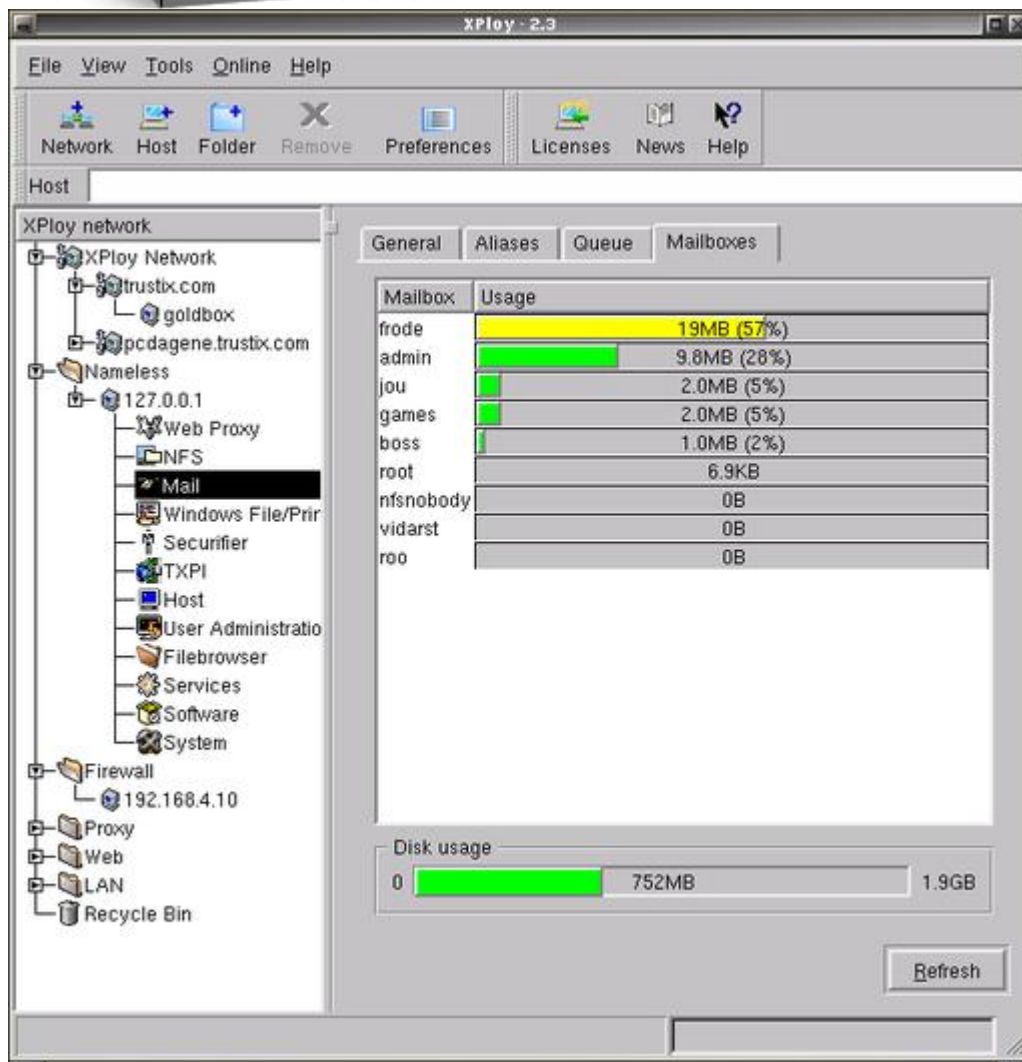 XPloy - 2.3
File View Tools Online Help
Network Host Folder Remove Preferences Licenses News Help
Host
XPloy network
XPloy Network
trustix.com
goldbox
pcdagene.trustix.com
Nameless
127.0.0.1
Web Proxy
NFS
Mail
Windows File/Prir
Securifier
TXPI
Host
User Administratio
Filebrowser
Services
Software
System
Firewall
192.168.4.10
Proxy
Web
LAN
Recycle Bin
General Aliases Queue Mailboxes
Mailbox Usage
frode 19MB (57%)
admin 9.8MB (28%)
jou 2.0MB (5%)
games 2.0MB (5%)
boss 1.0MB (2%)
root 6.9KB
nfsnobody 0B
vidarst 0B
roo 0B
Disk usage
0 752MB 1.9GB
Refresh